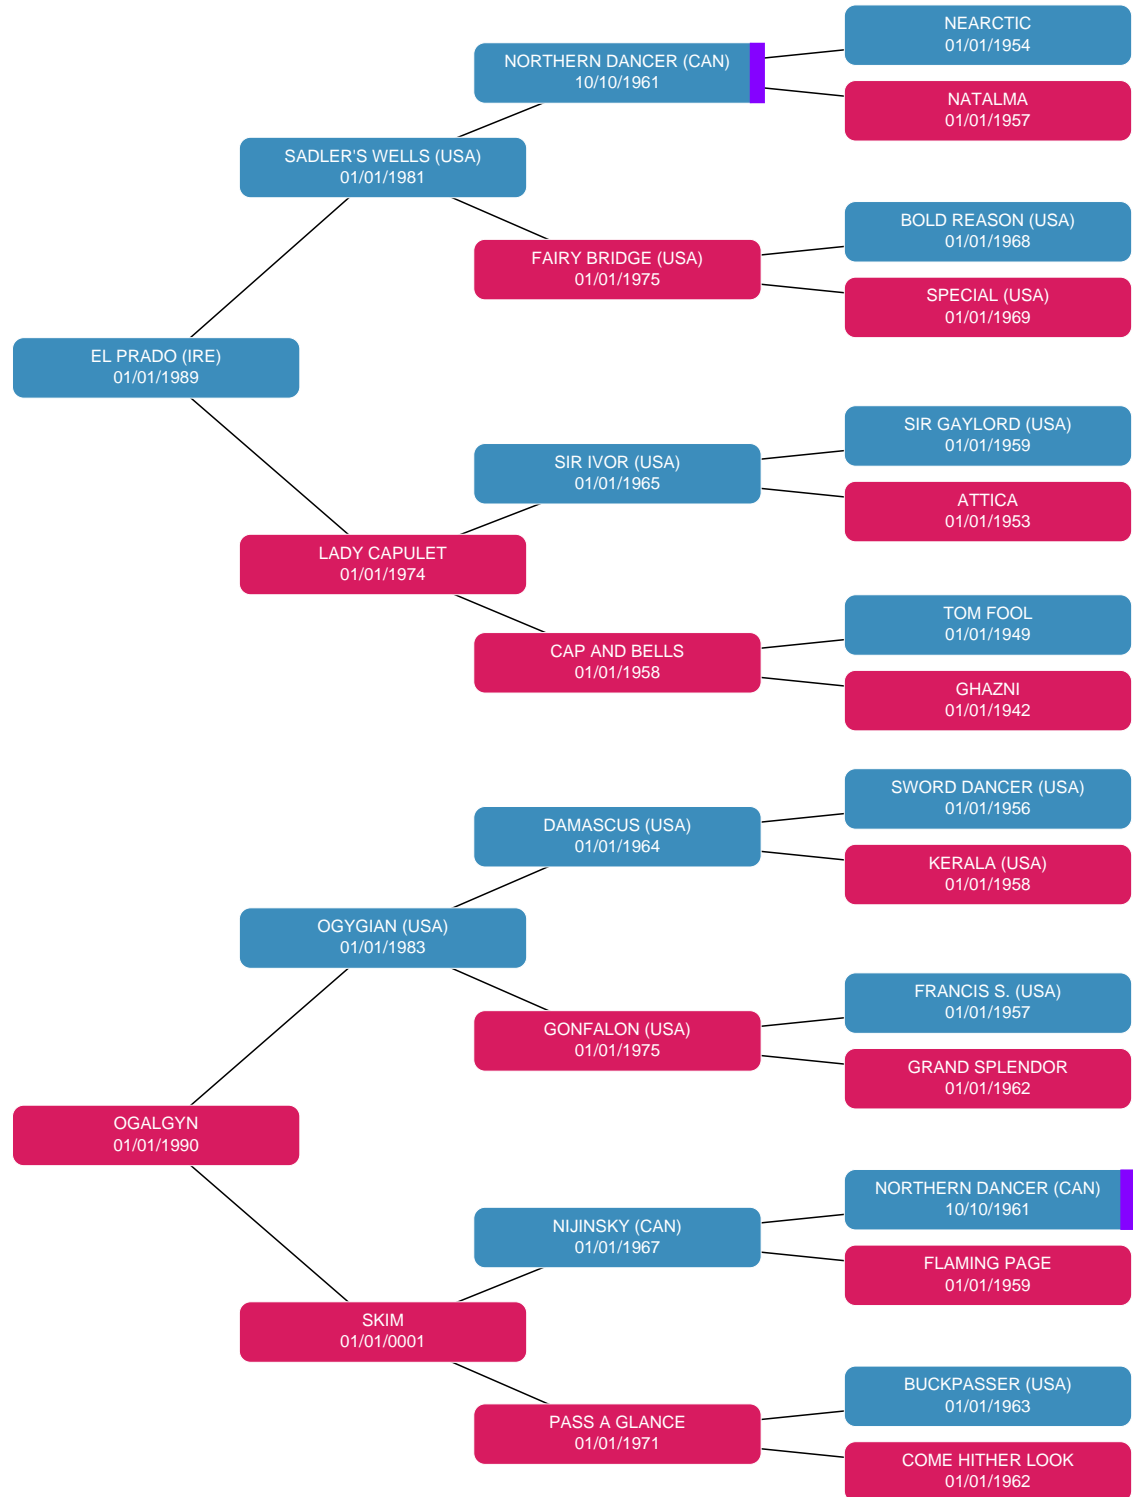 NEARCTIC
01/01/1954
NORTHERN DANCER (CAN)
10/10/1961
NATALMA
01/01/1957
SADLER'S WELLS (USA)
01/01/1981
BOLD REASON (USA)
01/01/1968
FAIRY BRIDGE (USA)
01/01/1975
SPECIAL (USA)
01/01/1969
EL PRADO (IRE)
01/01/1989
SIR GAYLORD (USA)
01/01/1959
SIR IVOR (USA)
01/01/1965
ATTICA
01/01/1953
LADY CAPULET
01/01/1974
TOM FOOL
01/01/1949
CAP AND BELLS
01/01/1958
GHAZNI
01/01/1942
SWORD DANCER (USA)
01/01/1956
DAMASCUS (USA)
01/01/1964
KERALA (USA)
01/01/1958
OGYGIAN (USA)
01/01/1983
FRANCIS S. (USA)
01/01/1957
GONFALON (USA)
01/01/1975
GRAND SPLENDOR
01/01/1962
OGALGYN
01/01/1990
NORTHERN DANCER (CAN)
10/10/1961
NIJINSKY (CAN)
01/01/1967
FLAMING PAGE
01/01/1959
SKIM
01/01/0001
BUCKPASSER (USA)
01/01/1963
PASS A GLANCE
01/01/1971
COME HITHER LOOK
01/01/1962